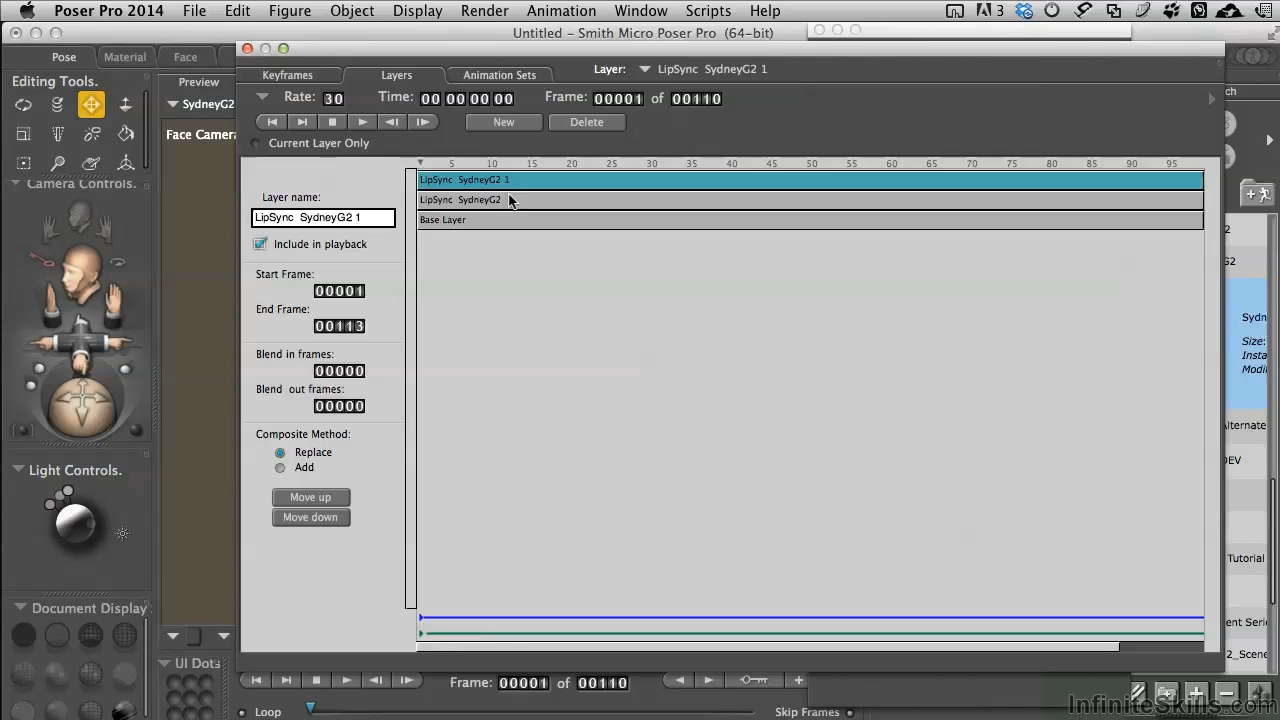 Poser Pro 2014 File Edit Figure Object Display Render Animation Window Scripts Help
3
Untitled - Smith Micro Poser Pro (64-bit)
Pose Material Face
Keyframes Layers Animation Sets Layer: LipSync SydneyG2 1
Editing Tools.
Preview
SydneyG2
Rate: 30 Time: 00 00 00 00 Frame: 00001 of 00110
New Delete
Face Camera
Current Layer Only
5 10 15 20 25 30 35 40 45 50 55 60 65 70 75 80 85 90 95
Camera Controls.
LipSync SydneyG2 1
LipSync SydneyG2
Base Layer
Layer name:
LipSync SydneyG2 1
Include in playback
Start Frame:
00001
End Frame:
00113
Blend in frames:
00000
Blend out frames:
00000
Composite Method:
Replace
Add
Move up
Move down
Light Controls.
Document Display
UI Dots
Frame: 00001 of 00110
Loop
Skip Frames
Size:
Tutorial
InfiniteSkills.com